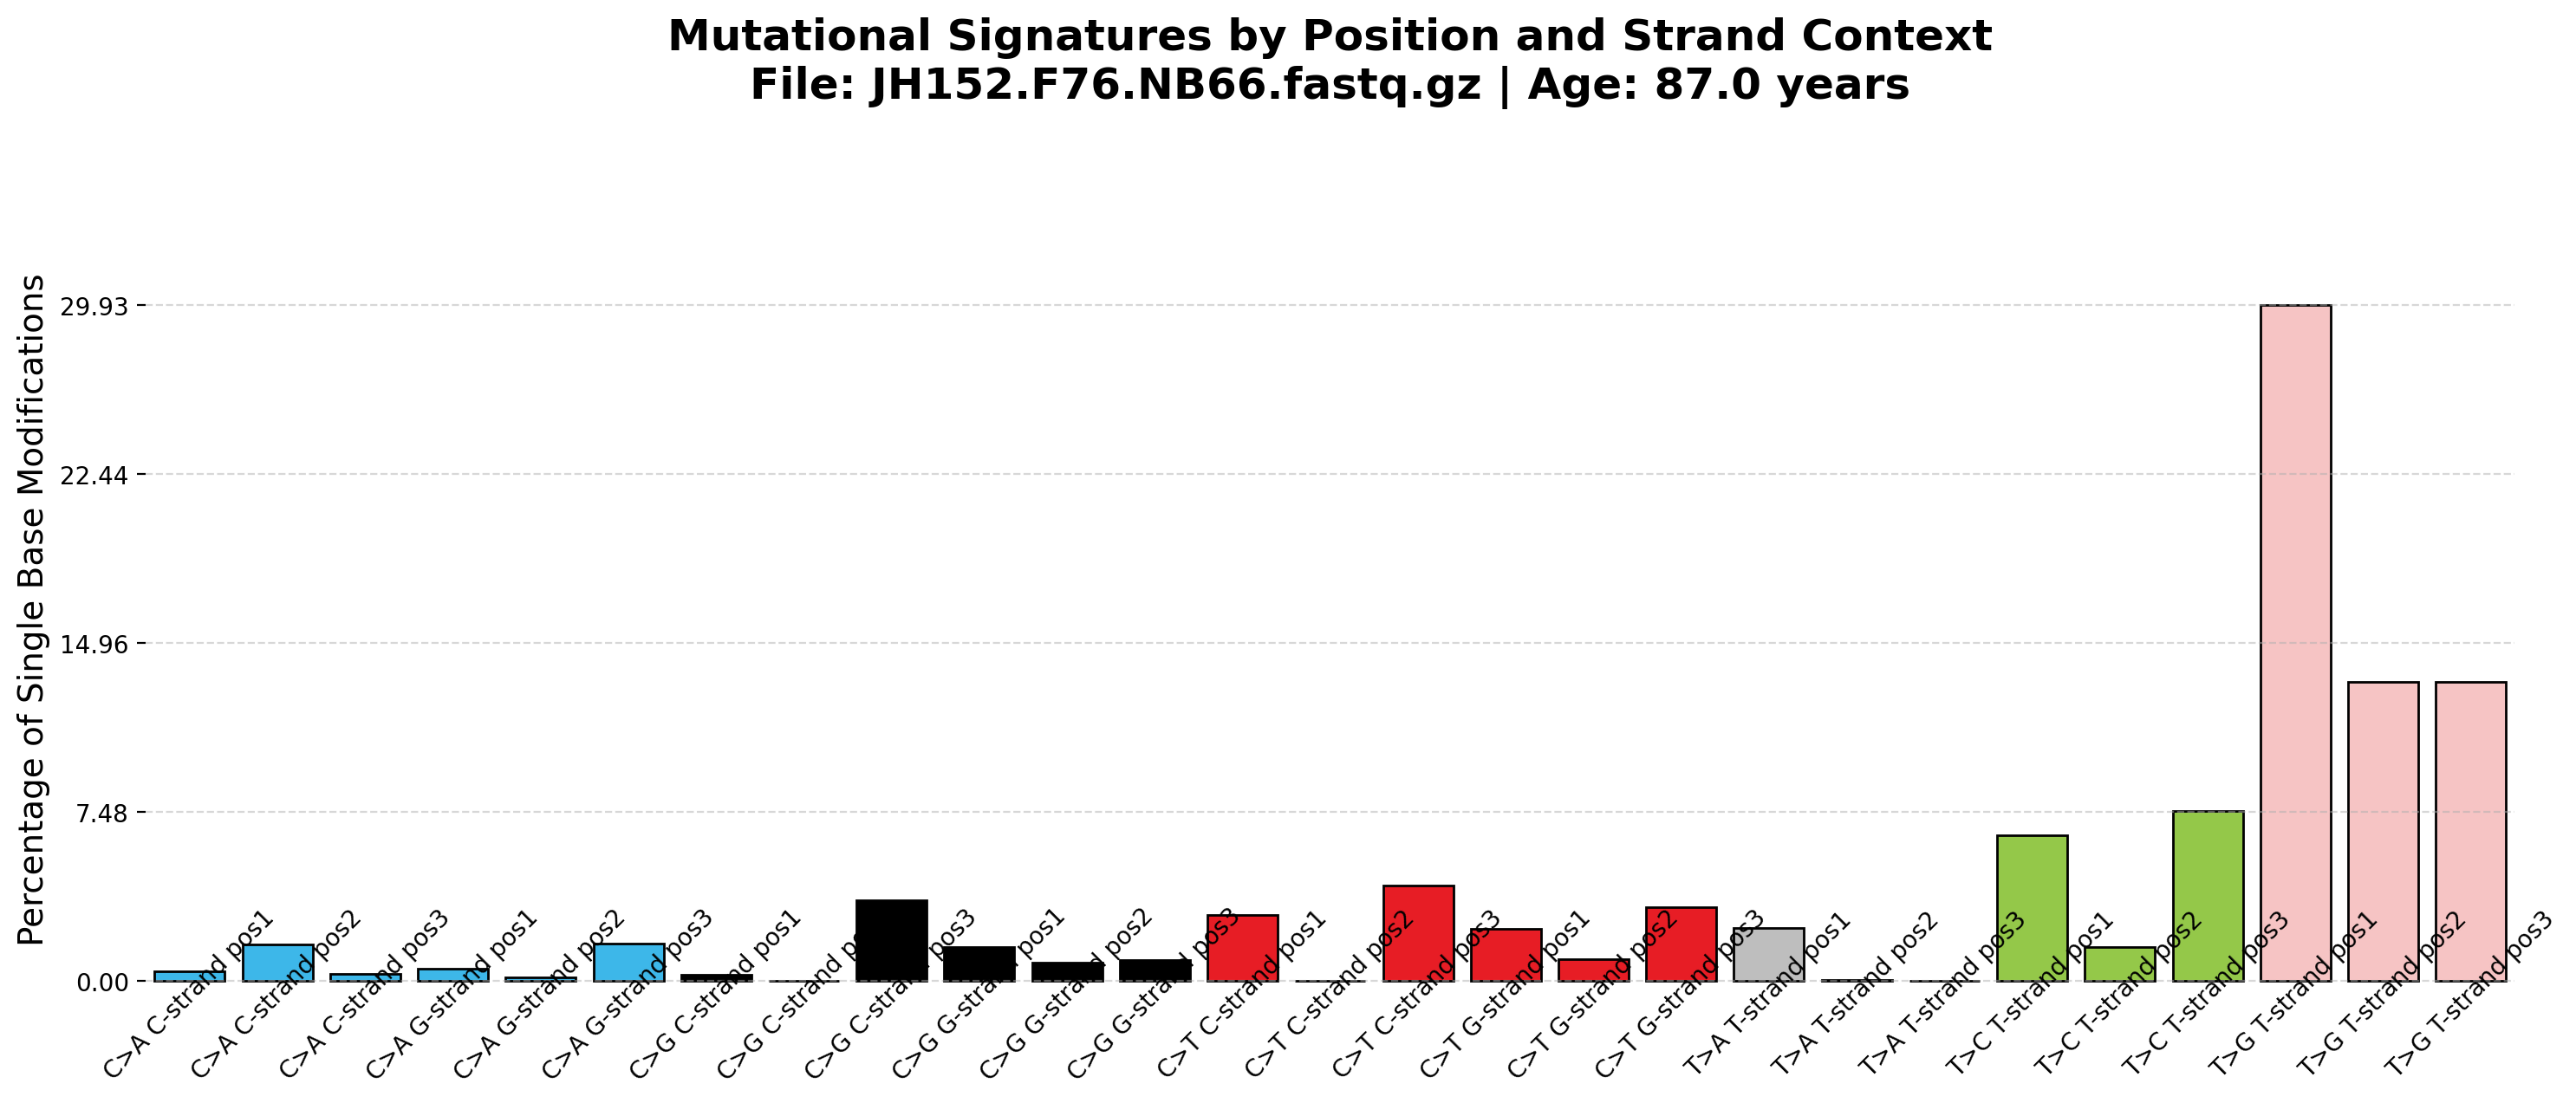 Mutational Signatures by Position and Strand Context
File: JH152.F76.NB66.fastq.gz | Age: 87.0 years
Percentage of Single Base Modifications
29.93
22.44
14.96
7.48
0.00
C>A C-strand pos1
C>A C-strand pos2
C>A C-strand pos3
C>A G-strand pos1
C>A G-strand pos2
C>A G-strand pos3
C>G C-strand pos1
C>G C-strand pos2
C>G C-strand pos3
C>G G-strand pos1
C>G G-strand pos2
C>G G-strand pos3
C>T C-strand pos1
C>T C-strand pos2
C>T C-strand pos3
C>T G-strand pos1
C>T G-strand pos2
C>T G-strand pos3
T>A T-strand pos1
T>A T-strand pos2
T>A T-strand pos3
T>C T-strand pos1
T>C T-strand pos2
T>C T-strand pos3
T>G T-strand pos1
T>G T-strand pos2
T>G T-strand pos3